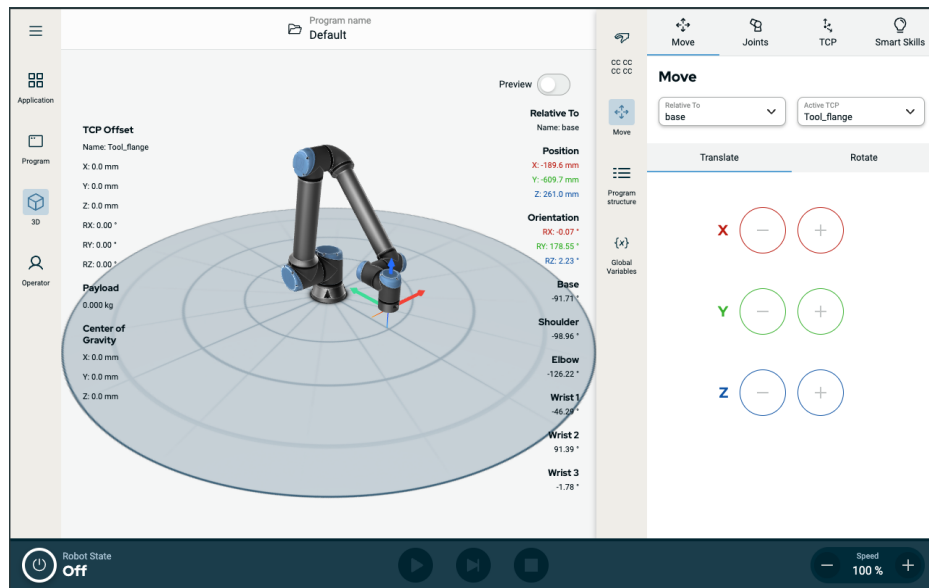 Program name
Default
Application
Program
3D
Operator
Preview
TCP Offset
Name: Tool_flange
X: 0.0 mm
Y: 0.0 mm
Z: 0.0 mm
RX: 0.00 °
RY: 0.00 °
RZ: 0.00 °
Payload
0.000 kg
Center of
Gravity
X: 0.0 mm
Y: 0.0 mm
Z: 0.0 mm
Relative To
Name: base
Position
X: -189.6 mm
Y: -609.7 mm
Z: 261.0 mm
Orientation
RX: -0.07 °
RY: 178.55 °
RZ: 2.23 °
Base
-91.71 °
Shoulder
-98.96 °
Elbow
-126.22 °
Wrist 1
-46.29 °
Wrist 2
91.39 °
Wrist 3
-1.78 °
CC CC
CC CC
Move
Program
structure
{x}
Global
Variables
Move
Joints
TCP
Smart Skills
Move
Relative To
base
Active TCP
Tool_flange
Translate
Rotate
X − +
Y − +
Z − +
Robot State
Off
Speed
− 100 % +